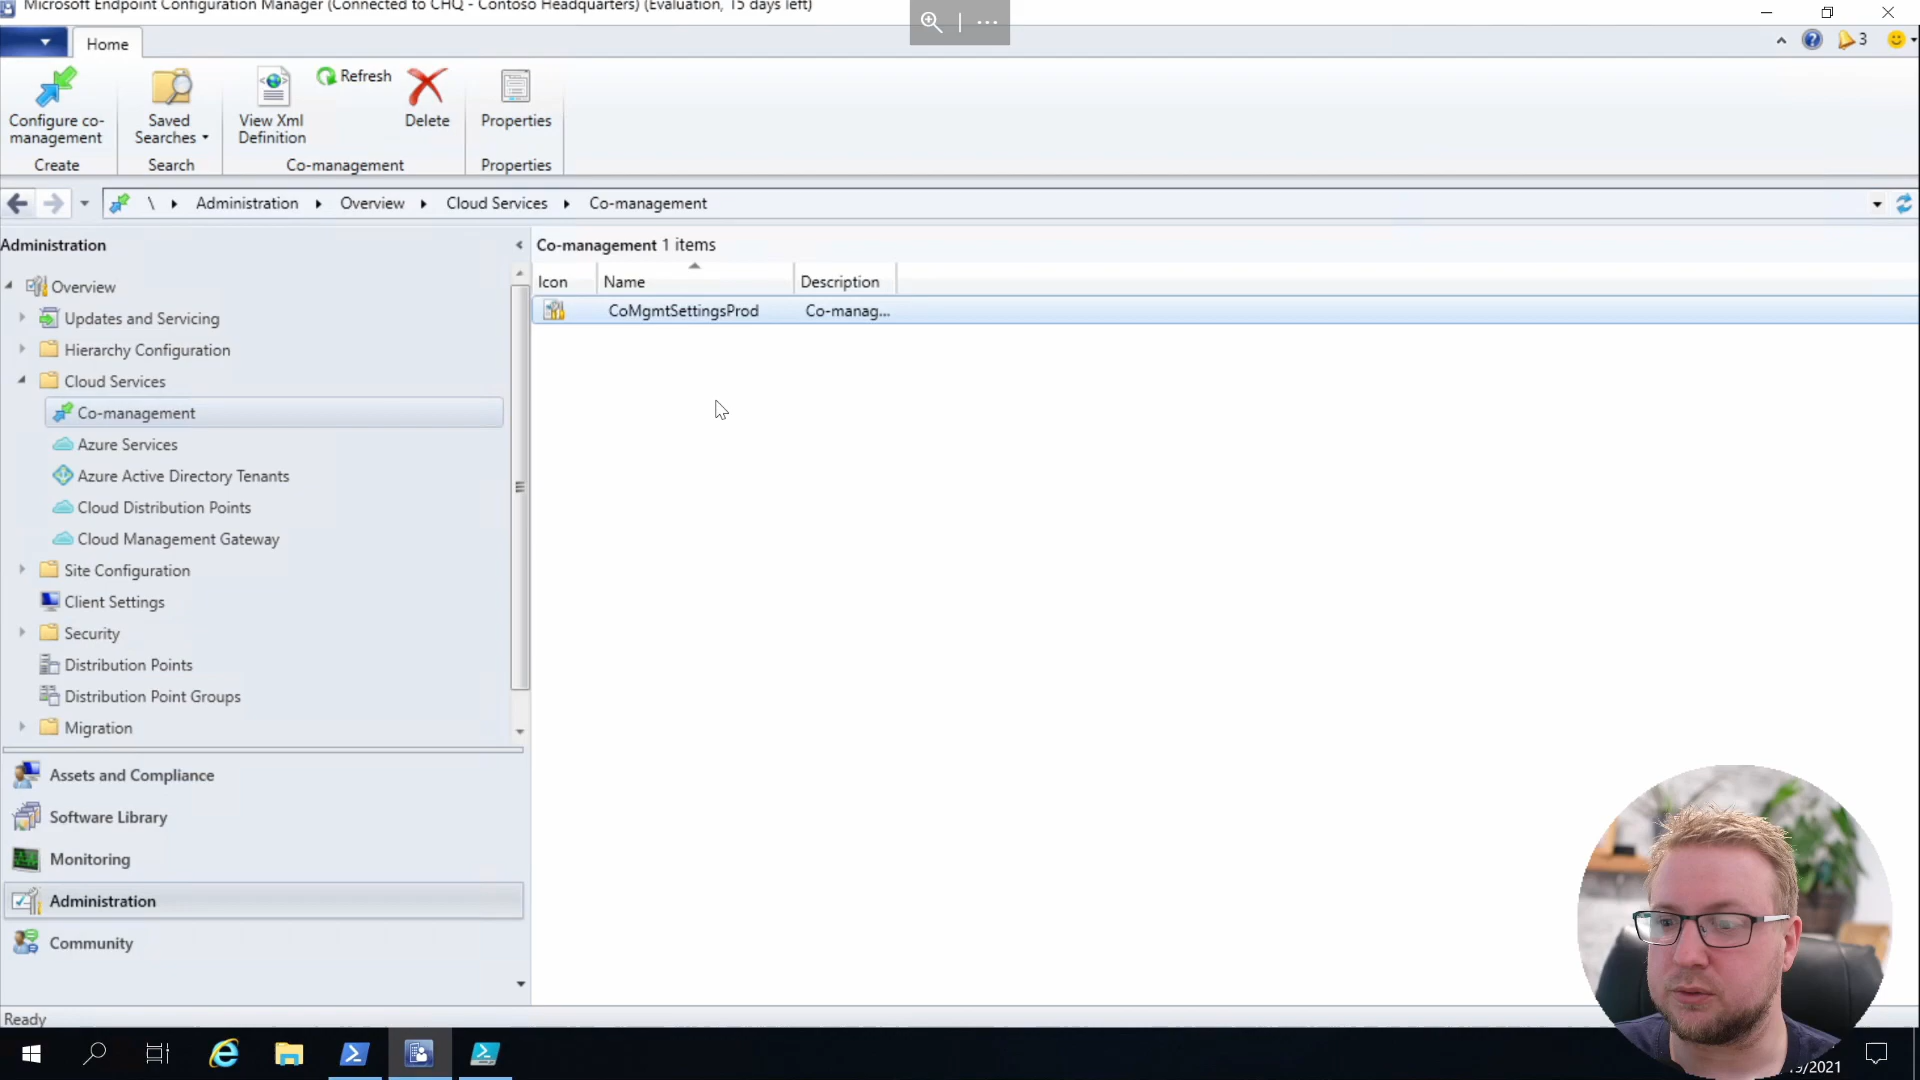 Microsoft Endpoint Configuration Manager (Connected to CHQ - Contoso Headquarters) (Evaluation, 15 days left)
Home
3
Configure co-
management
Create
Saved
Searches
Search
View Xml
Definition
Refresh
Delete
Co-management
Properties
Properties
\ Administration Overview Cloud Services Co-management
Administration
Overview
Updates and Servicing
Hierarchy Configuration
Cloud Services
Co-management
Azure Services
Azure Active Directory Tenants
Cloud Distribution Points
Cloud Management Gateway
Site Configuration
Client Settings
Security
Distribution Points
Distribution Point Groups
Migration
Assets and Compliance
Software Library
Monitoring
Administration
Community
Co-management 1 items
Icon Name Description
CoMgmtSettingsProd Co-manag...
Ready